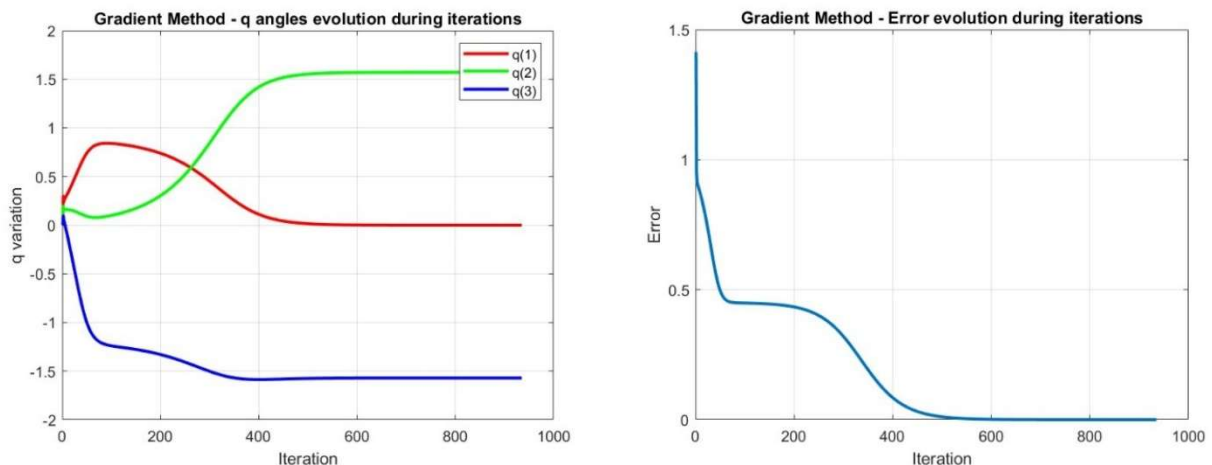 Gradient Method - q angles evolution during iterations
2
1.5
1
0.5
0
-0.5
-1
-1.5
-2
q variation
q(1)
q(2)
q(3)
0
200
400
600
800
1000
Iteration
Gradient Method - Error evolution during iterations
1.5
1
0.5
0
Error
0
200
400
600
800
1000
Iteration